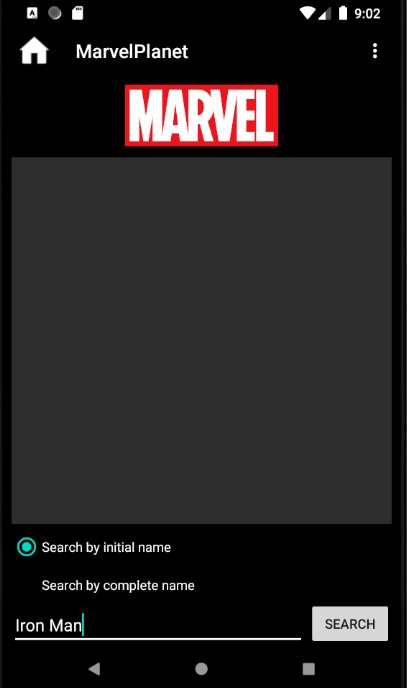 9:02
MarvelPlanet
MARVEL
Search by initial name
Search by complete name
Iron Man
SEARCH